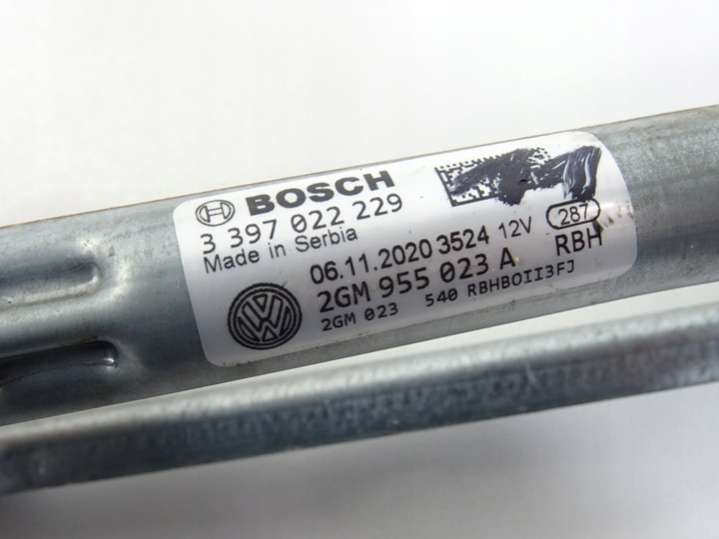 BOSCH
3 397 022 229
Made in Serbia
287
06.11.2020 3524 12V
RBH
2GM 955 023 A
2GM 023 540 RBHBOII3FJ